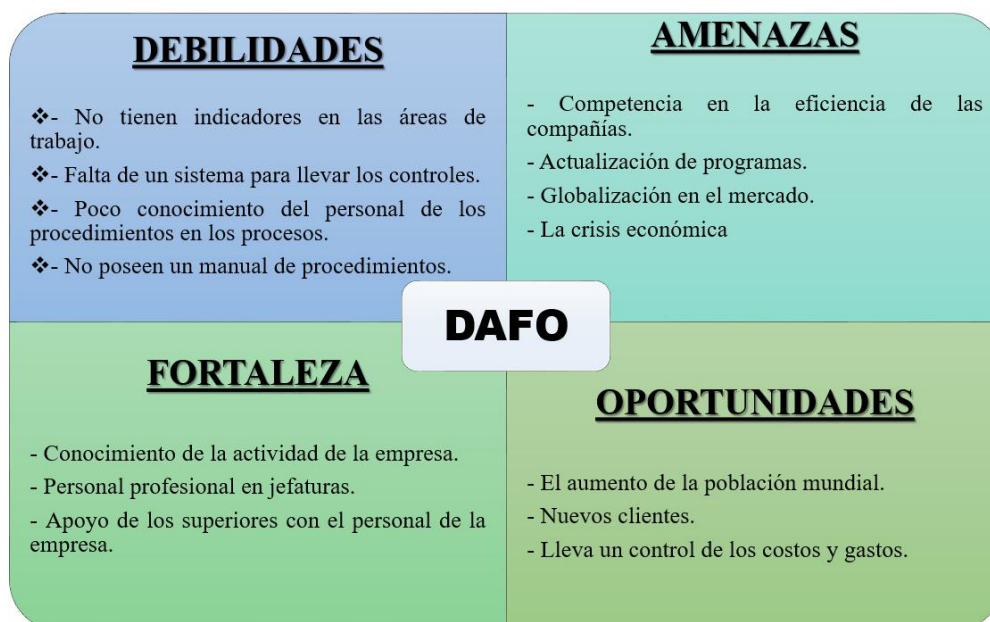 DEBILIDADES
❖- No tienen indicadores en las áreas de
trabajo.
❖- Falta de un sistema para llevar los controles.
❖- Poco conocimiento del personal de los
procedimientos en los procesos.
❖- No poseen un manual de procedimientos.
AMENAZAS
- Competencia en la eficiencia de las
compañías.
- Actualización de programas.
- Globalización en el mercado.
- La crisis económica
DAFO
FORTALEZA
- Conocimiento de la actividad de la empresa.
- Personal profesional en jefaturas.
- Apoyo de los superiores con el personal de la
empresa.
OPORTUNIDADES
- El aumento de la población mundial.
- Nuevos clientes.
- Lleva un control de los costos y gastos.